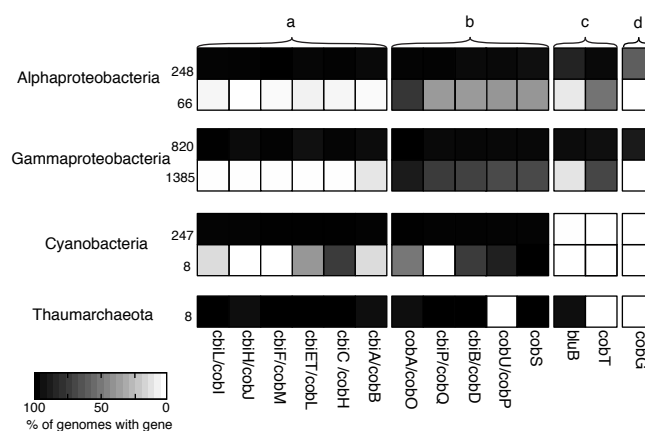 a b c d
Alphaproteobacteria
248
66
Gammaproteobacteria
820
1385
Cyanobacteria
247
8
Thaumarchaeota
8
cbiL/cobI
cbiH/cobJ
cbiF/cobM
cbiET/cobL
cbiC /cobH
cbiA/cobB
cobA/cobO
cbiP/cobQ
cbiB/cobD
cobU/cobP
cobS
bluB
cobT
cobG
100 50 0
% of genomes with gene